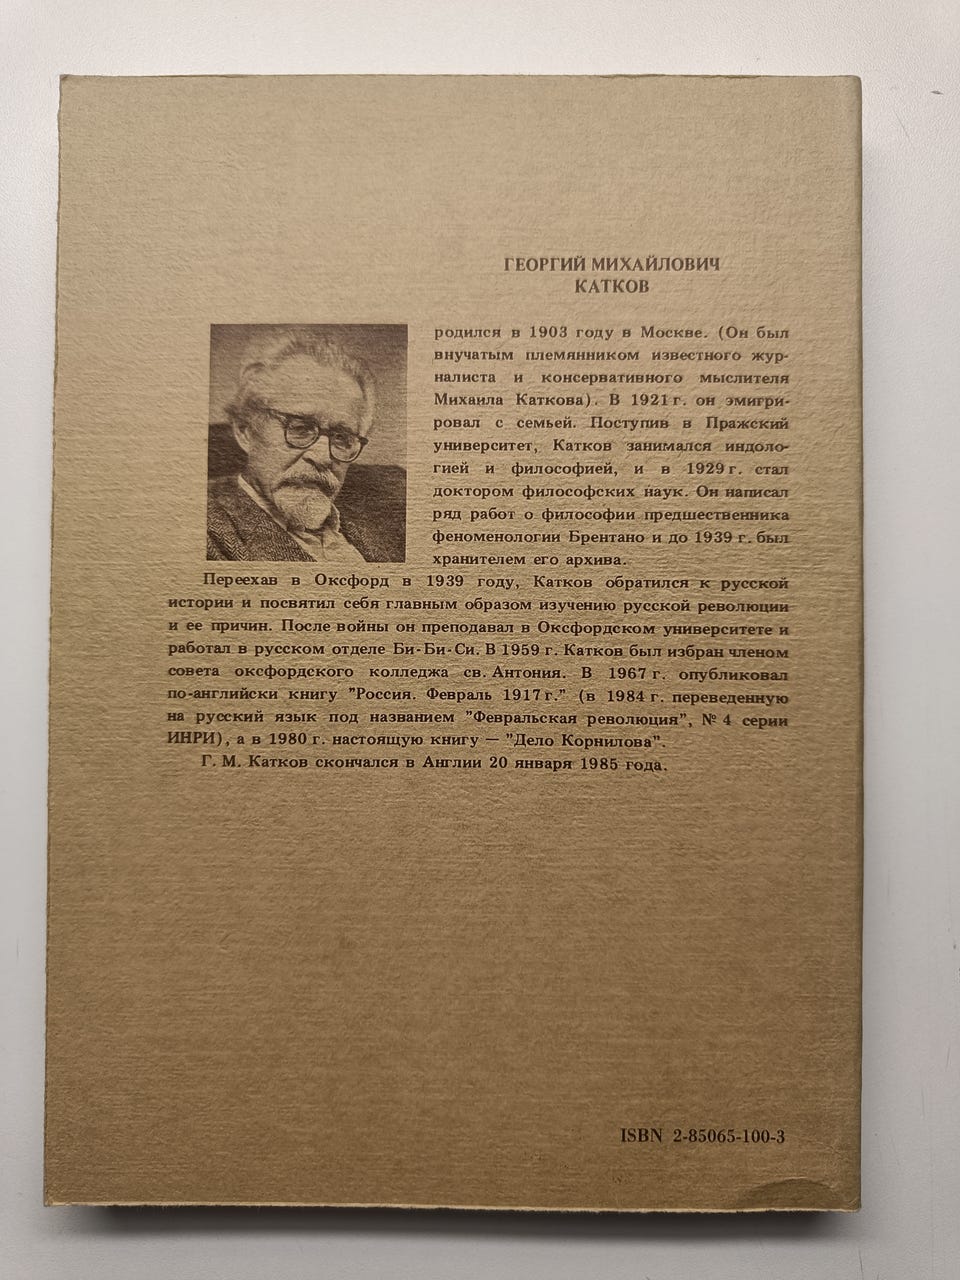 ГЕОРГИЙ МИХАЙЛОВИЧ
КАТКОВ
родился в 1903 году в Москве. (Он был
внучатым племянником известного жур-
налиста и консервативного мыслителя
Михаила Каткова). В 1921 г. он эмигри-
ровал с семьей. Поступив в Пражский
университет, Катков занимался индоло-
гией и философией, и в 1929 г. стал
доктором философских наук. Он написал
ряд работ о философии предшественника
феноменологии Брентано и до 1939 г. был
хранителем его архива.
Переехав в Оксфорд в 1939 году, Катков обратился к русской
истории и посвятил себя главным образом изучению русской революции
и ее причин. После войны он преподавал в Оксфордском университете и
работал в русском отделе Би-Би-Си. В 1959 г. Катков был избран членом
совета оксфордского колледжа св. Антония. В 1967 г. опубликовал
по-английски книгу "Россия. Февраль 1917 г." (в 1984 г. переведенную
на русский язык под названием "Февральская революция", № 4 серии
ИНРИ), а в 1980 г. настоящую книгу — "Дело Корнилова".
Г. М. Катков скончался в Англии 20 января 1985 года.
ISBN 2-85065-100-3